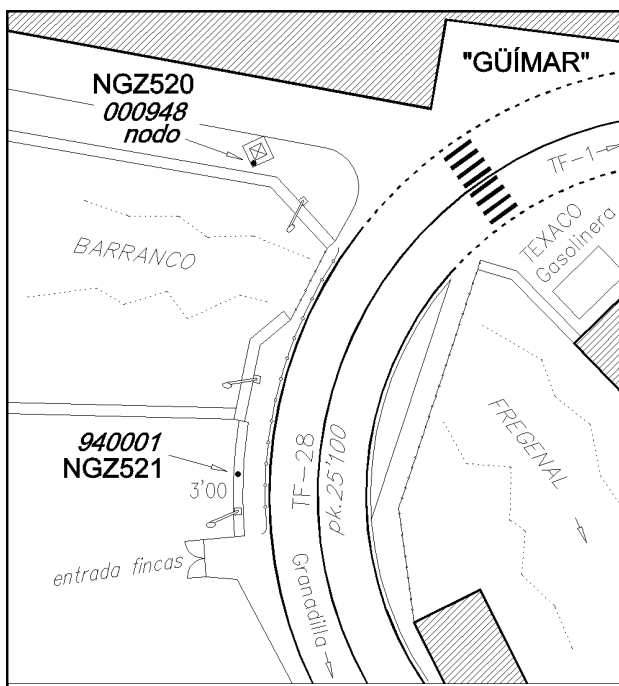 "GÜÍMAR"
NGZ520
000948
nodo
TF-1
TEXACO
Gasolinera
BARRANCO
FREGENAL
940001
NGZ521
3'00
TF-28
pk.25'100
entrada fincas
Granadilla